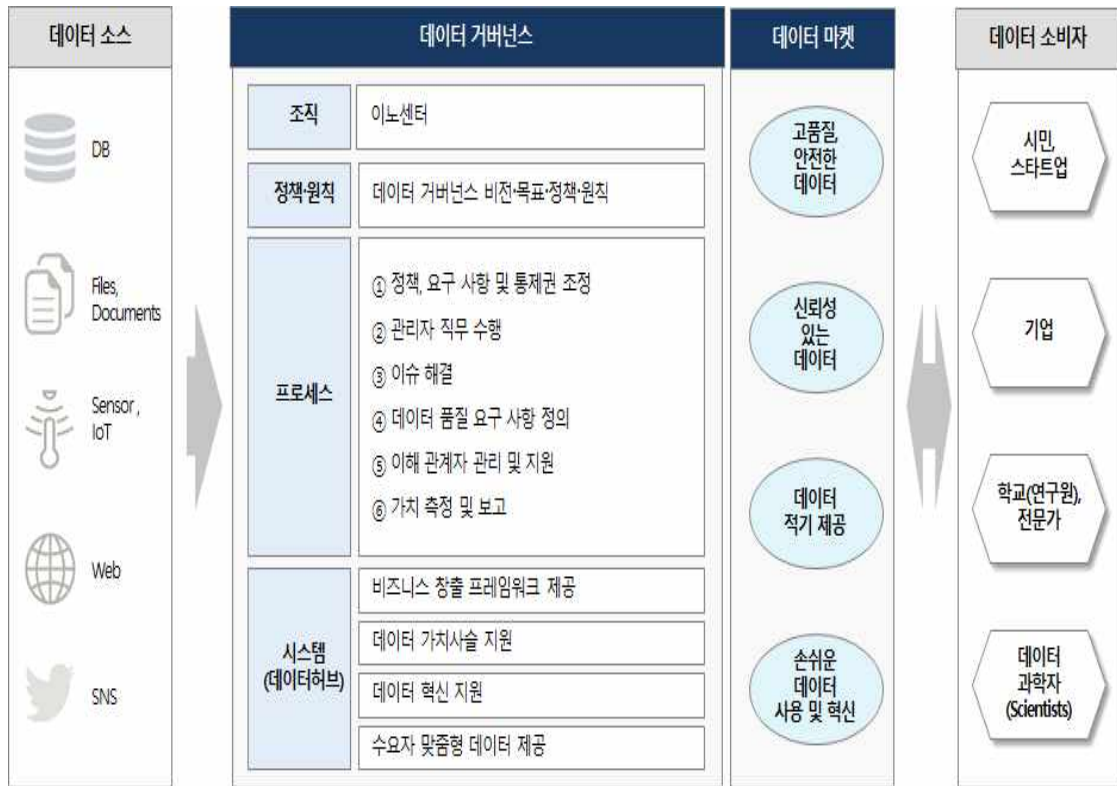 데이터 소스
DB
Files,
Documents
Sensor ,
IoT
Web
SNS
데이터 거버넌스
조직
이노센터
정책·원칙
데이터 거버넌스 비전·목표·정책·원칙
프로세스
① 정책, 요구 사항 및 통제권 조정
② 관리자 직무 수행
③ 이슈 해결
④ 데이터 품질 요구 사항 정의
⑤ 이해 관계자 관리 및 지원
⑥ 가치 측정 및 보고
시스템
(데이터허브)
비즈니스 창출 프레임워크 제공
데이터 가치사슬 지원
데이터 혁신 지원
수요자 맞춤형 데이터 제공
데이터 마켓
고품질,
안전한
데이터
신뢰성
있는
데이터
데이터
적기 제공
손쉬운
데이터
사용 및 혁신
데이터 소비자
시민,
스타트업
기업
학교(연구원),
전문가
데이터
과학자
(Scientists)